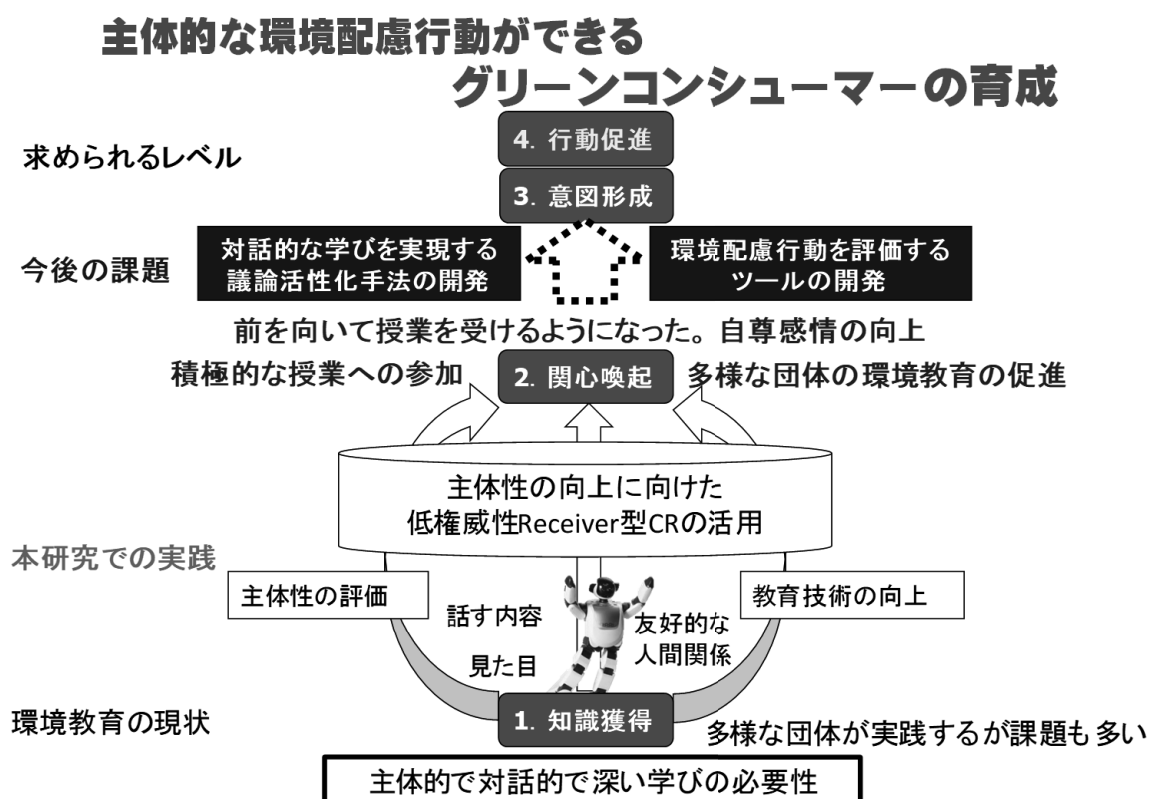 主体的な環境配慮行動ができる
グリーンコンシューマーの育成
求められるレベル
4. 行動促進
3. 意図形成
今後の課題
対話的な学びを実現する
議論活性化手法の開発
環境配慮行動を評価する
ツールの開発
前を向いて授業を受けるようになった。自尊感情の向上
積極的な授業への参加
2. 関心喚起
多様な団体の環境教育の促進
主体性の向上に向けた
低権威性Receiver型CRの活用
本研究での実践
主体性の評価
教育技術の向上
話す内容
見た目
友好的な
人間関係
環境教育の現状
1. 知識獲得
多様な団体が実践するが課題も多い
主体的で対話的で深い学びの必要性